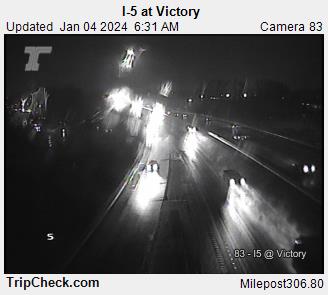 I-5 at Victory
Updated Jan 04 2024 6:31 AM Camera 83
T
S
83 - I5 @ Victory
TripCheck.com Milepost306.80